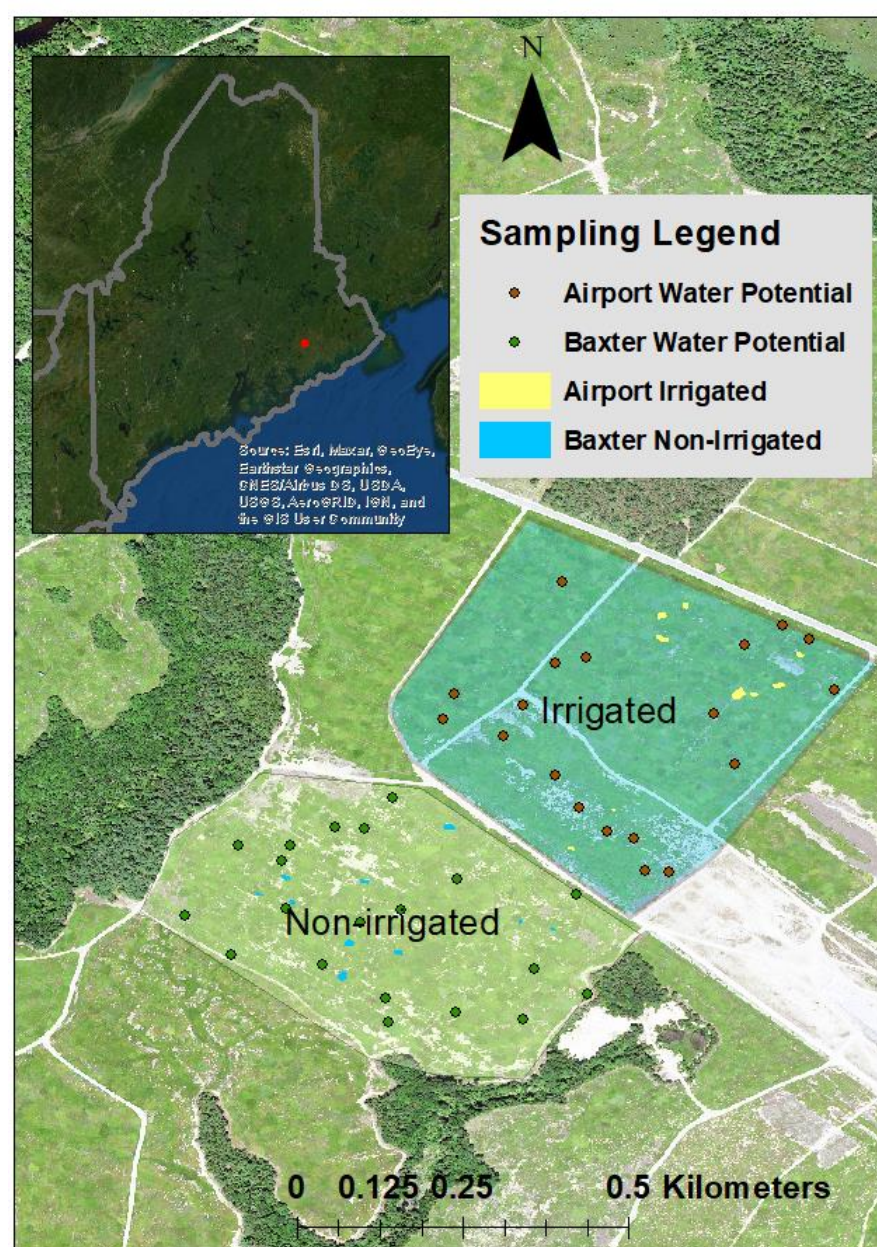 N
Sampling Legend
Airport Water Potential
Baxter Water Potential
Airport Irrigated
Baxter Non-Irrigated
Source: Esri, Maxar, GeoEye,
Earthstar Geographics,
CNES/Airbus DS, USDA,
USGS, AeroGRID, IGN, and
the GIS User Community
Irrigated
Non-irrigated
0 0.125 0.25 0.5 Kilometers